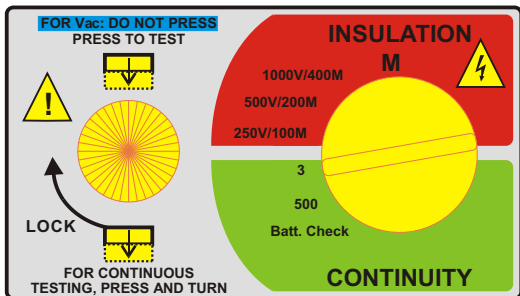 FOR Vac: DO NOT PRESS
PRESS TO TEST
!
LOCK
FOR CONTINUOUS
TESTING, PRESS AND TURN
INSULATION
M
1000V/400M
500V/200M
250V/100M
3
500
Batt. Check
CONTINUITY